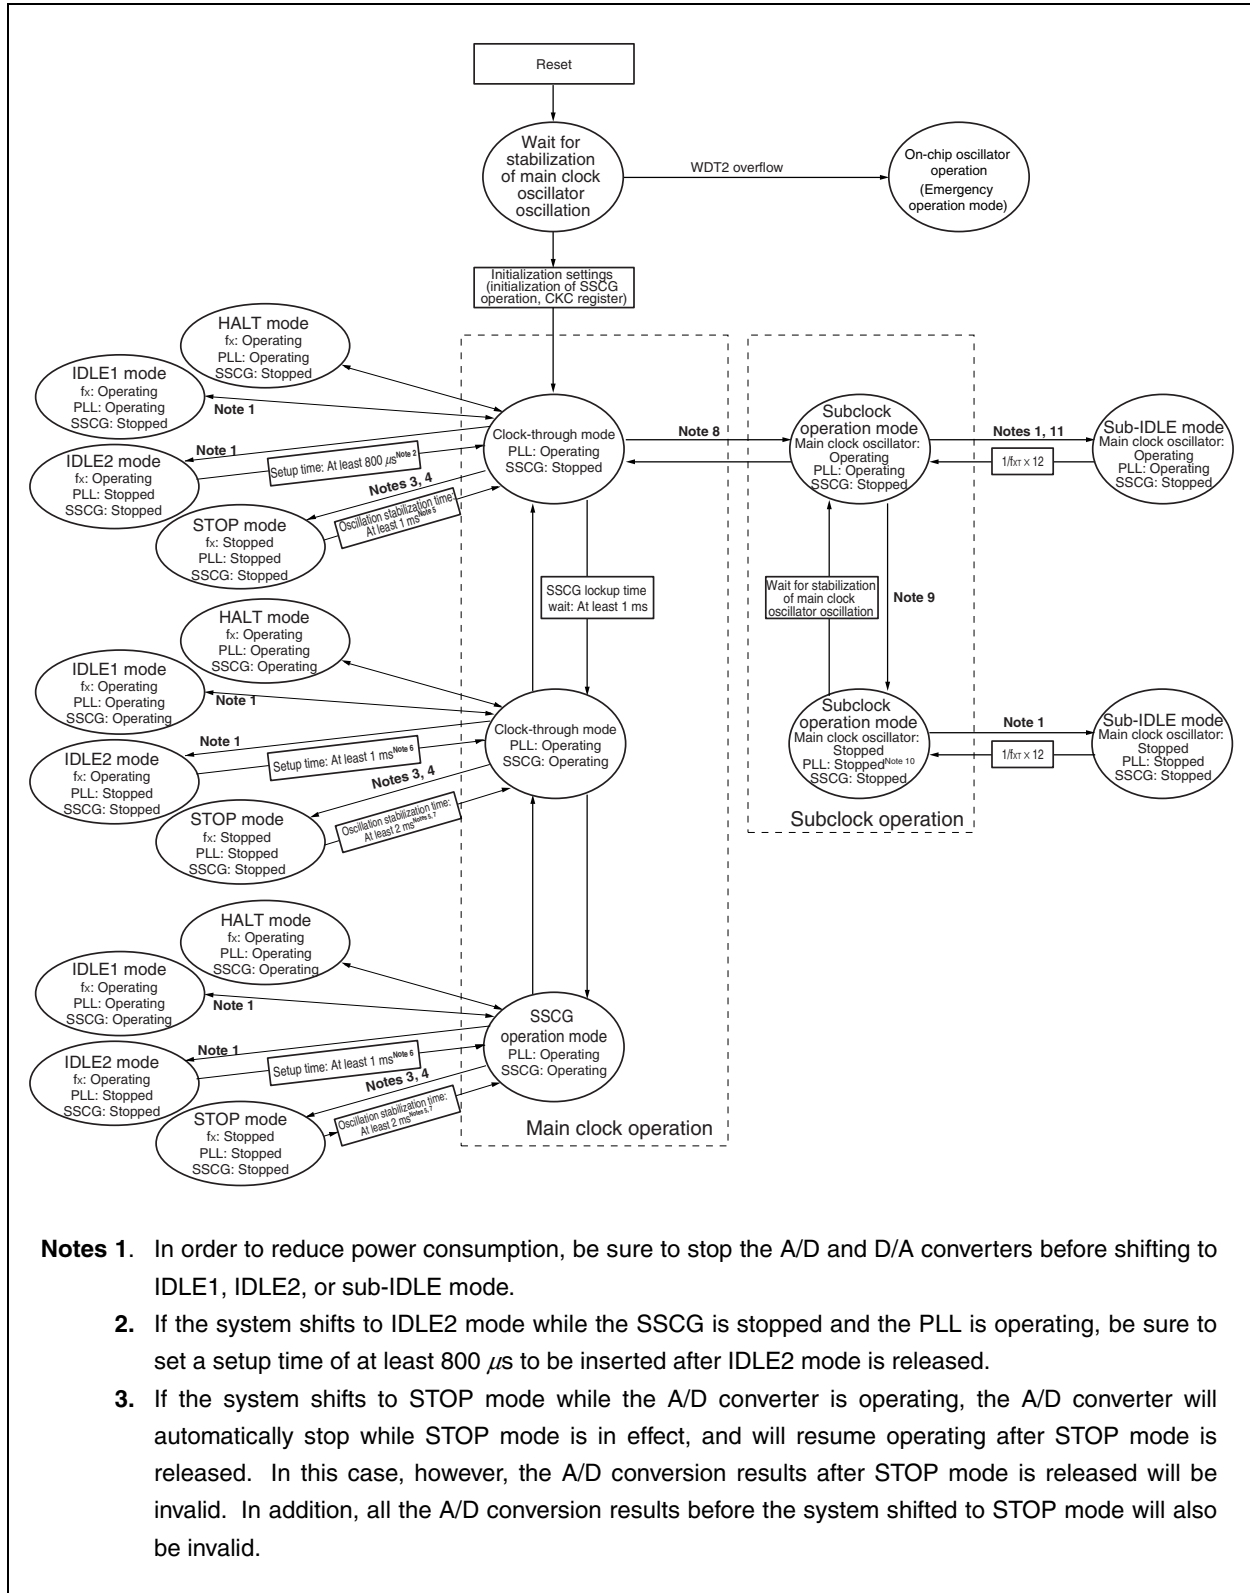 Reset
Wait for
stabilization
of main clock
oscillator
oscillation
WDT2 overflow
On-chip oscillator
operation
(Emergency
operation mode)
Initialization settings
(initialization of SSCG
operation, CKC register)
HALT mode
fx: Operating
PLL: Operating
SSCG: Stopped
IDLE1 mode
fx: Operating
PLL: Operating
SSCG: Stopped
Note 1
IDLE2 mode
fx: Operating
PLL: Stopped
SSCG: Stopped
Note 1
Setup time: At least 800 μs Note 2
Notes 3, 4
STOP mode
fx: Stopped
PLL: Stopped
SSCG: Stopped
Oscillation stabilization time:
At least 1 ms Note 5
Clock-through mode
PLL: Operating
SSCG: Stopped
Note 8
Subclock
operation mode
Main clock oscillator:
Operating
PLL: Operating
SSCG: Stopped
Notes 1, 11
1/fXT × 12
Sub-IDLE mode
Main clock oscillator:
Operating
PLL: Operating
SSCG: Stopped
SSCG lockup time
wait: At least 1 ms
Wait for stabilization
of main clock
oscillator oscillation
Note 9
HALT mode
fx: Operating
PLL: Operating
SSCG: Operating
IDLE1 mode
fx: Operating
PLL: Operating
SSCG: Operating
Note 1
IDLE2 mode
fx: Operating
PLL: Stopped
SSCG: Stopped
Note 1
Setup time: At least 1 ms Note 6
Notes 3, 4
STOP mode
fx: Stopped
PLL: Stopped
SSCG: Stopped
Oscillation stabilization time:
At least 2 ms Notes 5, 7
Clock-through mode
PLL: Operating
SSCG: Operating
Subclock
operation mode
Main clock oscillator:
Stopped
PLL: Stopped Note 10
SSCG: Stopped
Note 1
1/fXT × 12
Sub-IDLE mode
Main clock oscillator:
Stopped
PLL: Stopped
SSCG: Stopped
Subclock operation
HALT mode
fx: Operating
PLL: Operating
SSCG: Operating
IDLE1 mode
fx: Operating
PLL: Operating
SSCG: Operating
Note 1
IDLE2 mode
fx: Operating
PLL: Stopped
SSCG: Stopped
Note 1
Setup time: At least 1 ms Note 6
Notes 3, 4
STOP mode
fx: Stopped
PLL: Stopped
SSCG: Stopped
Oscillation stabilization time:
At least 2 ms Notes 5, 7
SSCG
operation mode
PLL: Operating
SSCG: Operating
Main clock operation
Notes 1. In order to reduce power consumption, be sure to stop the A/D and D/A converters before shifting to
IDLE1, IDLE2, or sub-IDLE mode.
2. If the system shifts to IDLE2 mode while the SSCG is stopped and the PLL is operating, be sure to
set a setup time of at least 800 μs to be inserted after IDLE2 mode is released.
3. If the system shifts to STOP mode while the A/D converter is operating, the A/D converter will
automatically stop while STOP mode is in effect, and will resume operating after STOP mode is
released. In this case, however, the A/D conversion results after STOP mode is released will be
invalid. In addition, all the A/D conversion results before the system shifted to STOP mode will also
be invalid.